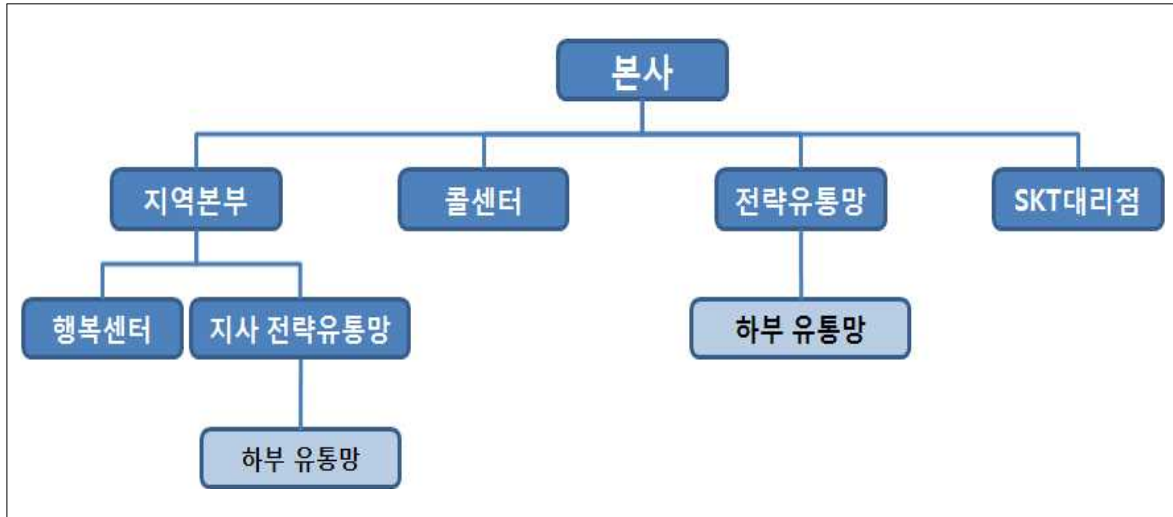 본사
지역본부
콜센터
전략유통망
SKT대리점
행복센터
지사 전략유통망
하부 유통망
하부 유통망